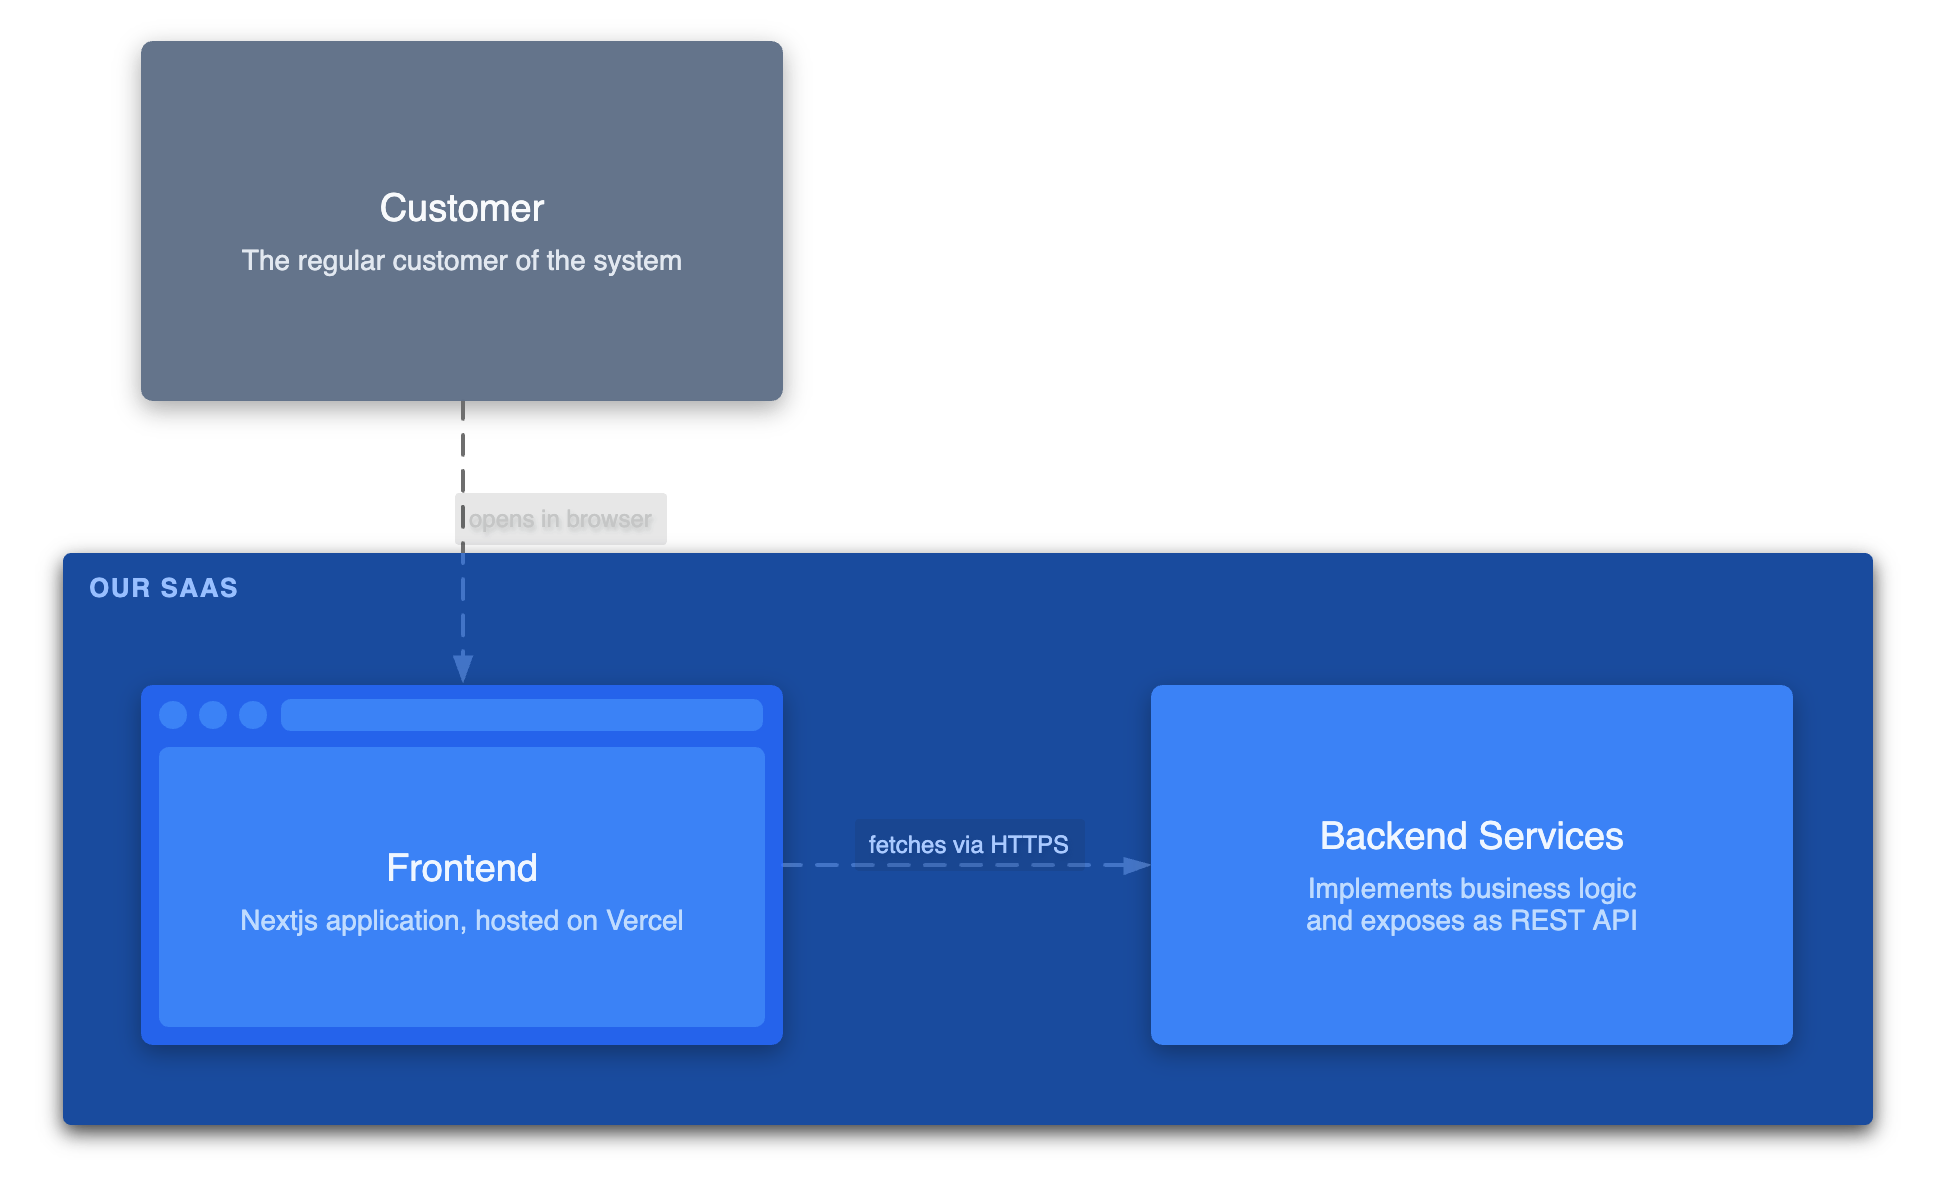 Customer
The regular customer of the system
opens in browser
OUR SAAS
Frontend
Nextjs application, hosted on Vercel
fetches via HTTPS
Backend Services
Implements business logic
and exposes as REST API